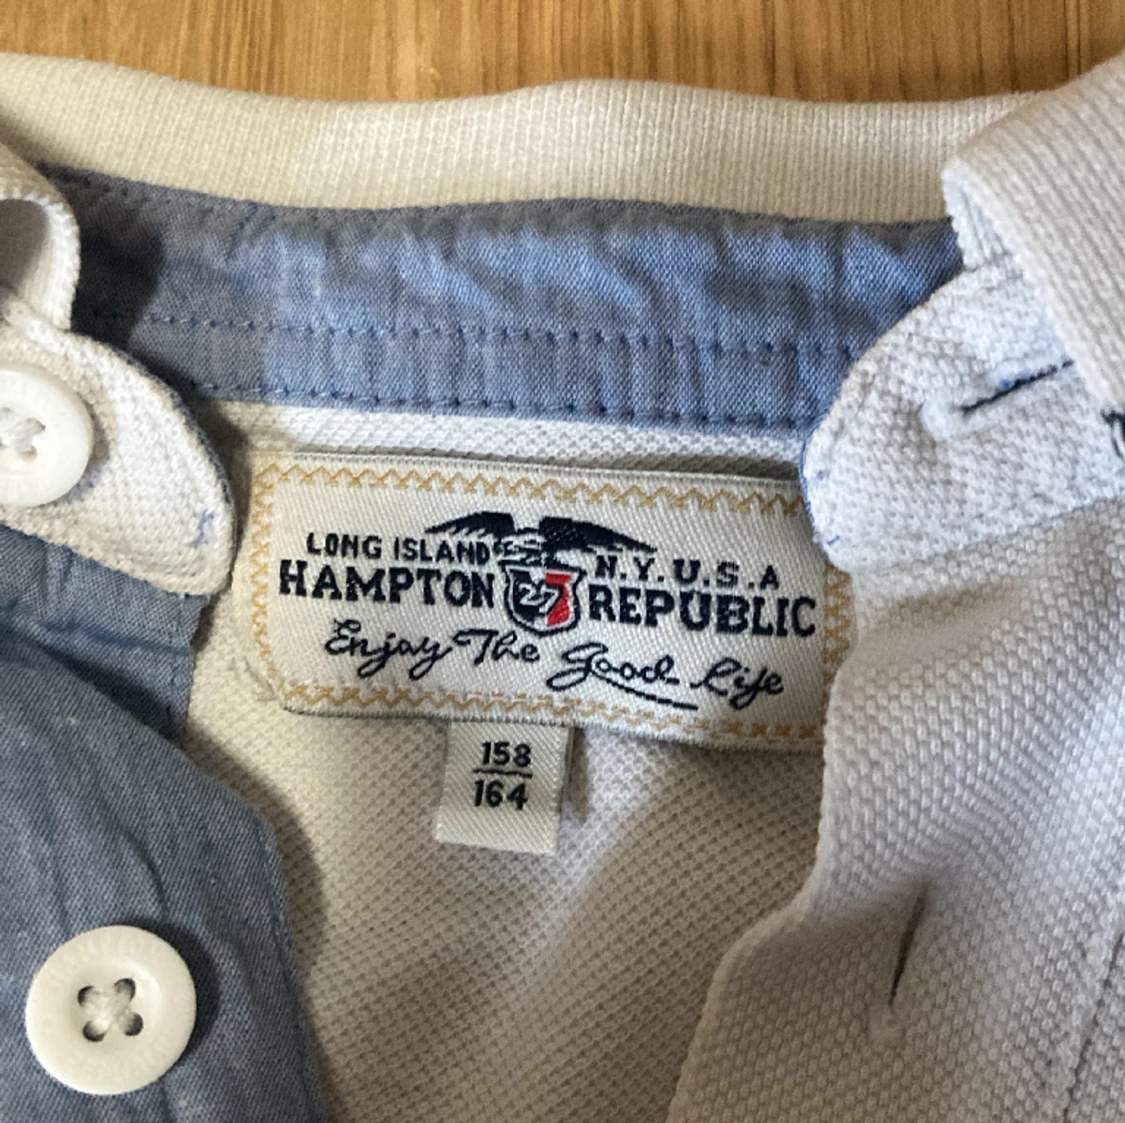 LONG ISLAND N.Y.U.S.A
HAMPTON 27 REPUBLIC
Enjoy The Good Life
158
164